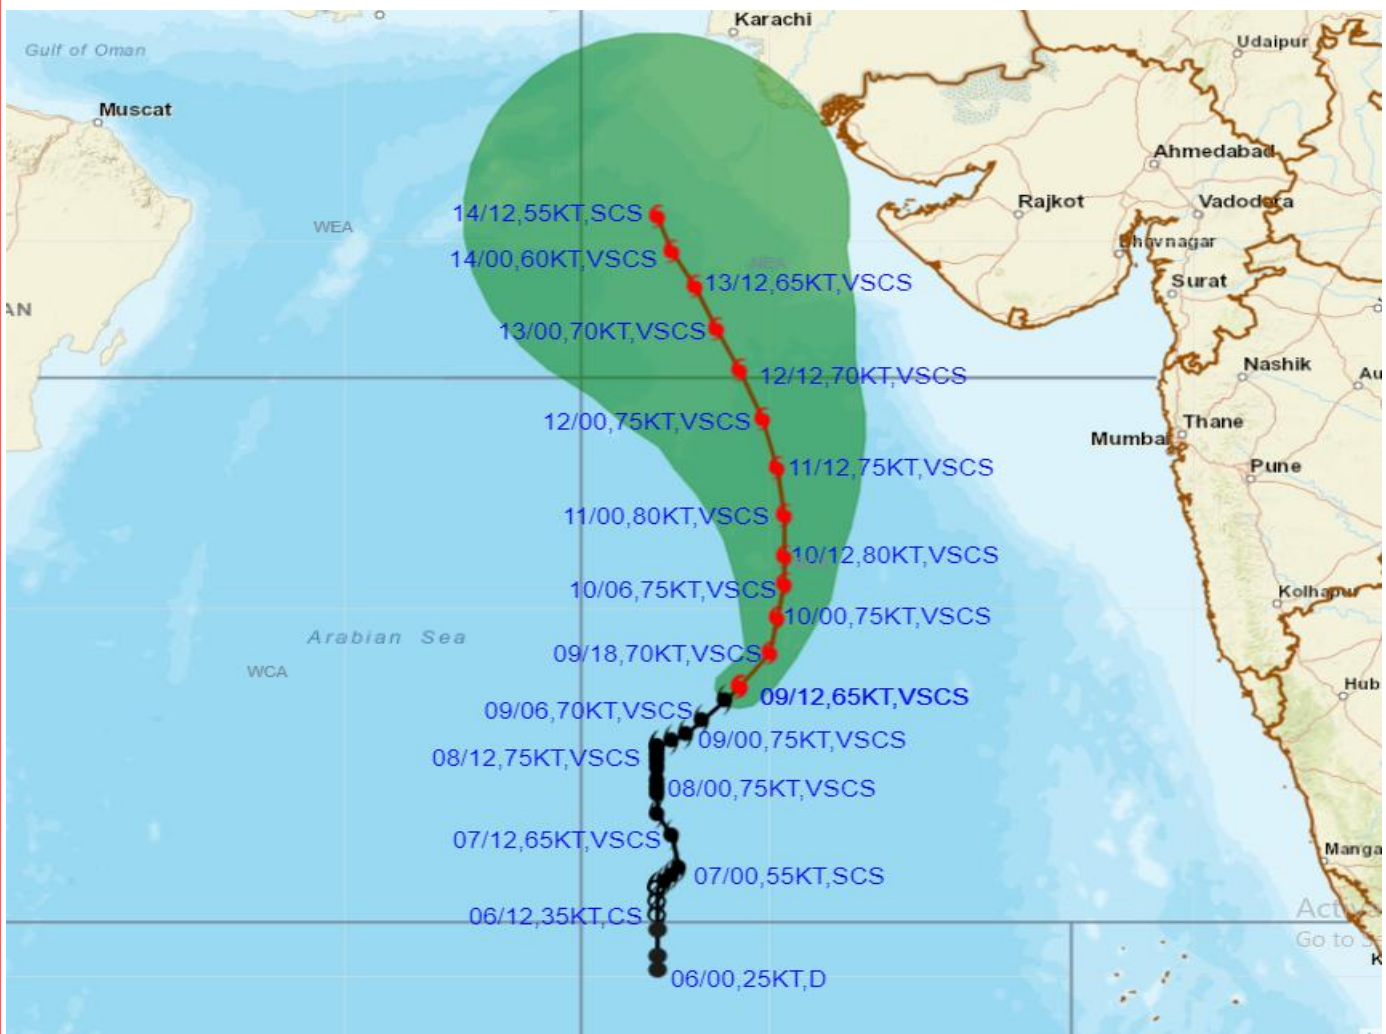 Karachi
Gulf of Oman
Udaipur
Muscat
Ahmedabad
Rajkot
Vadodara
14/12,55KT,SCS
WEA
Bhavnagar
14/00,60KT,VSCS
Surat
13/12,65KT,VSCS
AN
13/00,70KT,VSCS
Nashik
12/12,70KT,VSCS
Au
12/00,75KT,VSCS
Thane
Mumbai
11/12,75KT,VSCS
Pune
11/00,80KT,VSCS
10/12,80KT,VSCS
10/06,75KT,VSCS
Kolhapur
10/00,75KT,VSCS
Arabian Sea
09/18,70KT,VSCS
WCA
Hub
09/12,65KT,VSCS
09/06,70KT,VSCS
09/00,75KT,VSCS
08/12,75KT,VSCS
08/00,75KT,VSCS
07/12,65KT,VSCS
Manga
07/00,55KT,SCS
06/12,35KT,CS
Activa
Go to Se
K
06/00,25KT,D